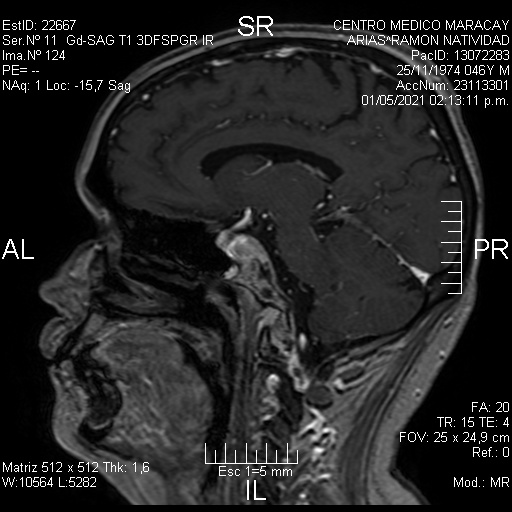 EstID: 22667
Ser.Nº 11 Gd-SAG T1 3DFSPGR IR
Ima.Nº 124
PE= --
NAq: 1 Loc: -15,7 Sag
SR
CENTRO MEDICO MARACAY
ARIAS^RAMON NATIVIDAD
PacID: 13072283
25/11/1974 046Y M
AccNum: 23113301
01/05/2021 02:13:11 p.m.
AL
PR
Matriz 512 x 512 Thk: 1,6
W:10564 L:5282
Esc 1=5 mm
IL
FA: 20
TR: 15 TE: 4
FOV: 25 x 24,9 cm
Ref.: 0
Mod.: MR